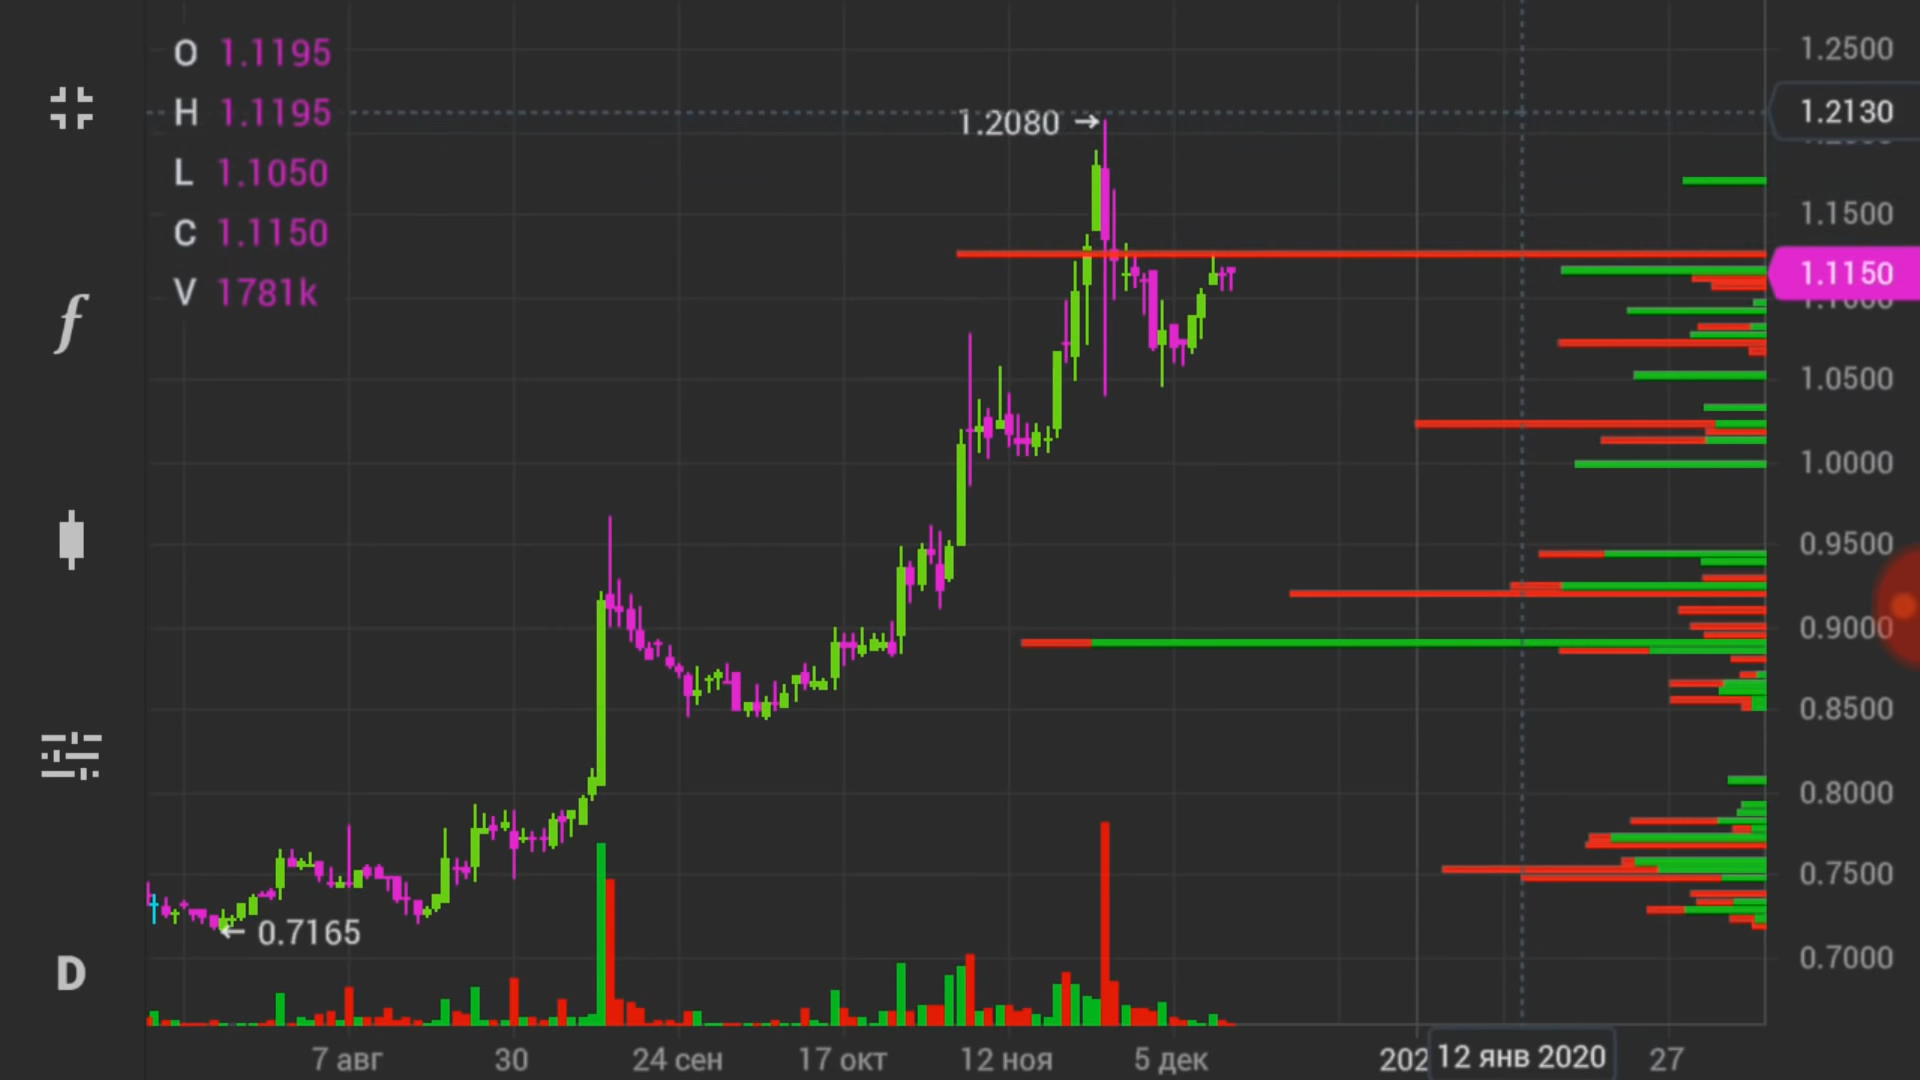 O 1.1195
H 1.1195
L 1.1050
C 1.1150
V 1781k
1.2080 →
← 0.7165
f
D
1.2500
1.2130
1.1500
1.1150
1.0500
1.0000
0.9500
0.9000
0.8500
0.8000
0.7500
0.7000
7 авг
30
24 сен
17 окт
12 ноя
5 дек
202
12 янв 2020
27